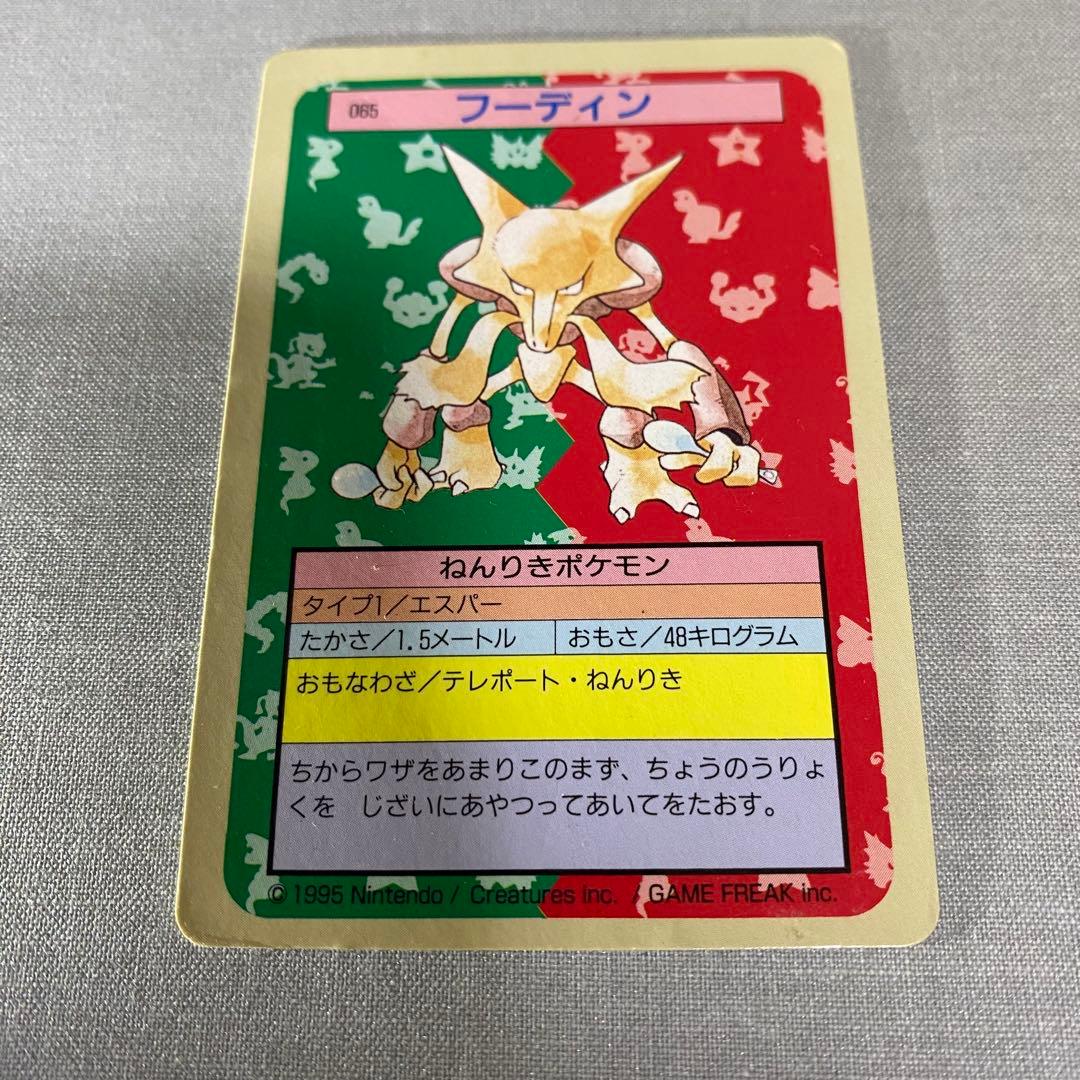 065 フーディン
ねんりきポケモン
タイプ1/エスパー
たかさ/1.5メートル おもさ/48キログラム
おもなわざ/テレポート・ねんりき
ちからワザをあまりこのまず、ちょうのうりょ
くを　じざいにあやつってあいてをたおす。
© 1995 Nintendo / Creatures inc. / GAME FREAK inc.